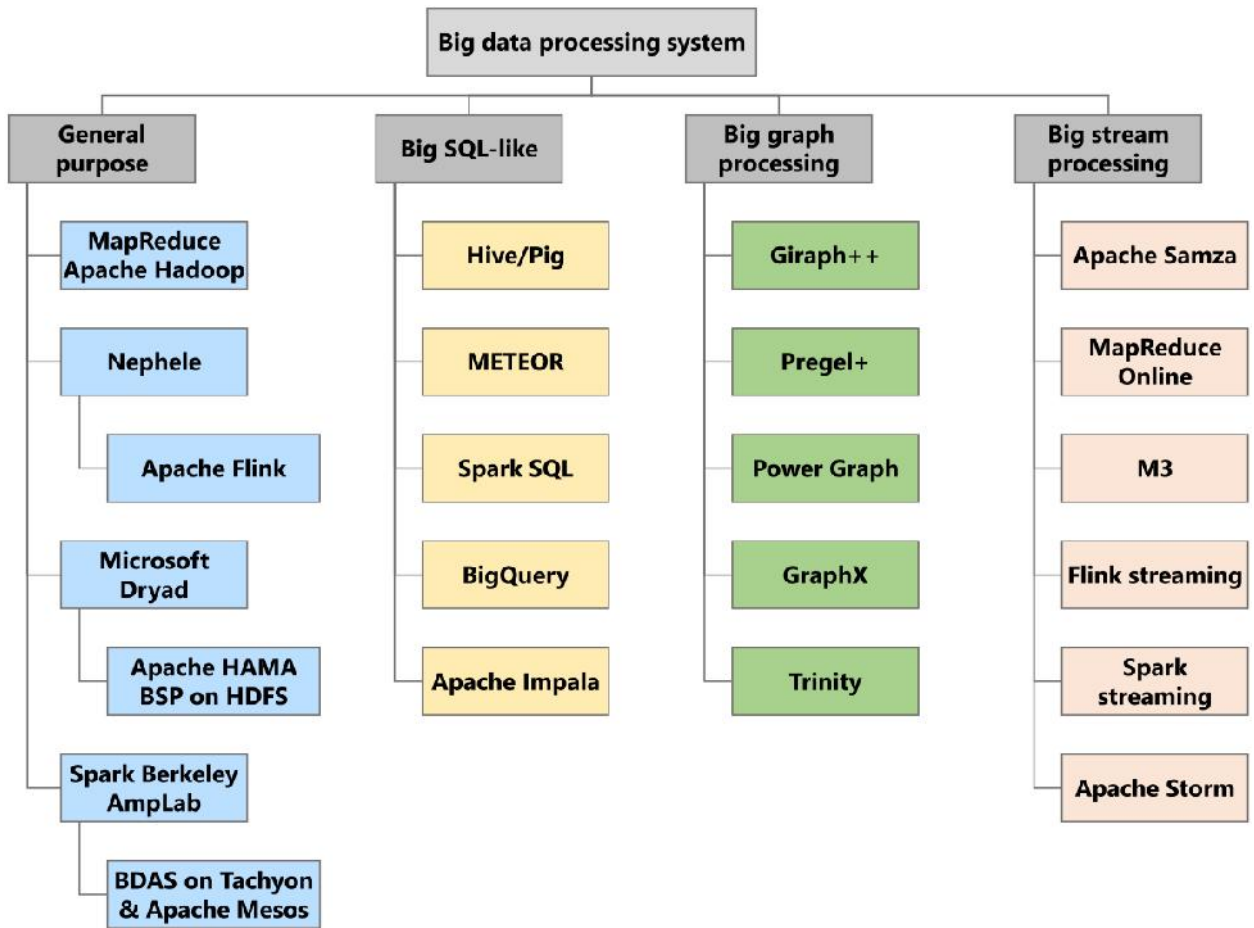 Big data processing system
General
purpose
Big SQL-like
Big graph
processing
Big stream
processing
MapReduce
Apache Hadoop
Nephele
Apache Flink
Microsoft
Dryad
Apache HAMA
BSP on HDFS
Spark Berkeley
AmpLab
BDAS on Tachyon
& Apache Mesos
Hive/Pig
METEOR
Spark SQL
BigQuery
Apache Impala
Giraph++
Pregel+
Power Graph
GraphX
Trinity
Apache Samza
MapReduce
Online
M3
Flink streaming
Spark
streaming
Apache Storm